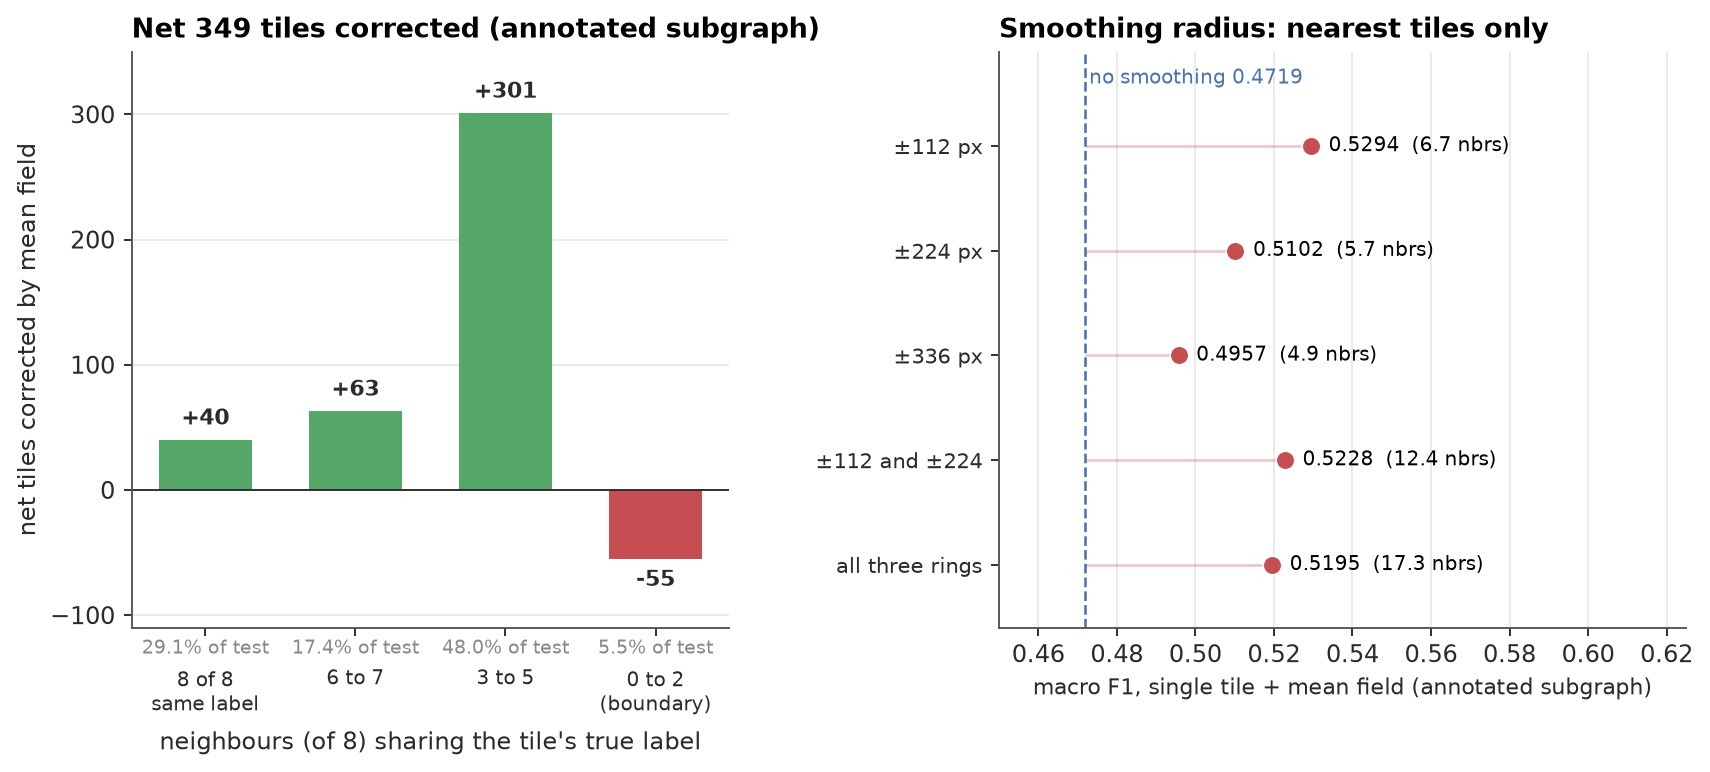 Net 349 tiles corrected (annotated subgraph)
net tiles corrected by mean field
300
200
100
0
−100
+40
+63
+301
-55
29.1% of test
17.4% of test
48.0% of test
5.5% of test
8 of 8
same label
6 to 7
3 to 5
0 to 2
(boundary)
neighbours (of 8) sharing the tile's true label
Smoothing radius: nearest tiles only
no smoothing 0.4719
±112 px
0.5294 (6.7 nbrs)
±224 px
0.5102 (5.7 nbrs)
±336 px
0.4957 (4.9 nbrs)
±112 and ±224
0.5228 (12.4 nbrs)
all three rings
0.5195 (17.3 nbrs)
0.46 0.48 0.50 0.52 0.54 0.56 0.58 0.60 0.62
macro F1, single tile + mean field (annotated subgraph)